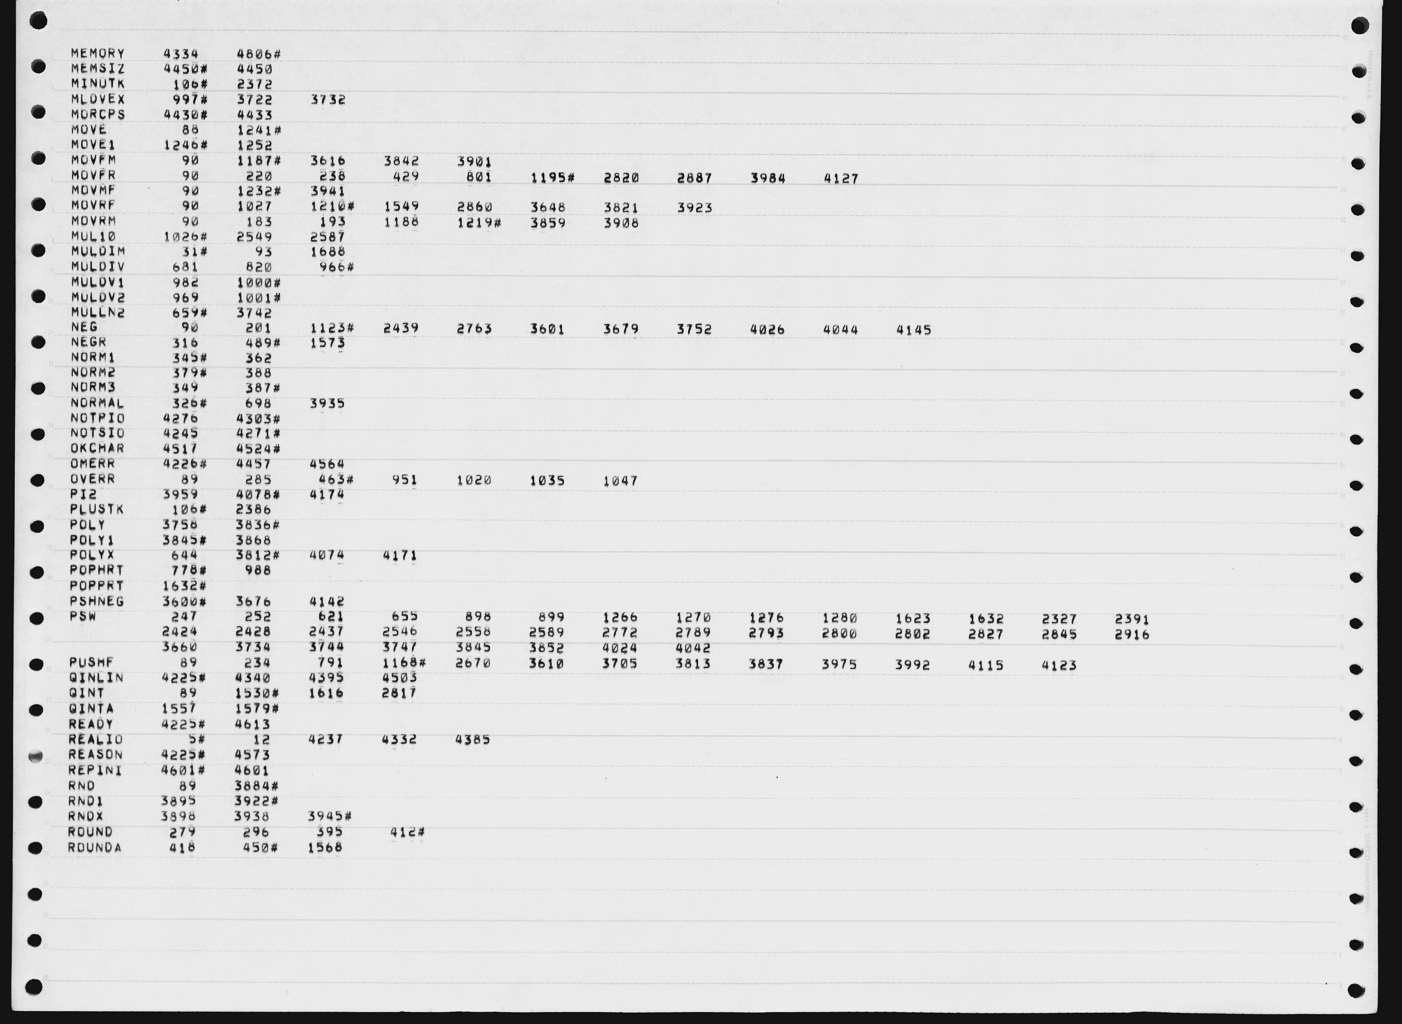 MEMORY 4334 4806#
MEMSIZ 4450# 4450
MINUTK 106# 2372
MLDVEX 997# 3722 3732
MORCPS 4430# 4433
MOVE 88 1241#
MOVE1 1246# 1252
MOVFM 90 1187# 3616 3842 3901
MOVFR 90 220 238 429 801 1195# 2820 2887 3984 4127
MOVMF 90 1232# 3941
MOVRF 90 1027 1210# 1549 2860 3648 3821 3923
MOVRM 90 183 193 1188 1219# 3859 3908
MUL10 1026# 2549 2587
MULDIM 31# 93 1688
MULDIV 681 820 966#
MULDV1 982 1000#
MULDV2 969 1001#
MULLN2 659# 3742
NEG 90 201 1123# 2439 2763 3601 3679 3752 4026 4044 4145
NEGR 316 489# 1573
NORM1 345# 362
NORM2 379# 388
NORM3 349 387#
NORMAL 326# 698 3935
NOTPIO 4276 4303#
NOTSIO 4245 4271#
OKCHAR 4517 4524#
OMERR 4226# 4457 4564
OVERR 89 285 463# 951 1020 1035 1047
PI2 3959 4078# 4174
PLUSTK 106# 2386
POLY 3758 3836#
POLY1 3845# 3868
POLYX 644 3812# 4074 4171
POPHRT 778# 988
POPPRT 1632#
PSHNEG 3600# 3676 4142
PSW 247 252 621 655 898 899 1266 1270 1276 1280 1623 1632 2327 2391
2424 2428 2437 2546 2558 2589 2772 2789 2793 2800 2802 2827 2845 2916
3660 3734 3744 3747 3845 3852 4024 4042
PUSHF 89 234 791 1168# 2670 3610 3705 3813 3837 3975 3992 4115 4123
QINLIN 4225# 4340 4395 4503
QINT 89 1530# 1616 2817
QINTA 1557 1579#
READY 4225# 4613
REALIO 5# 12 4237 4332 4385
REASON 4225# 4573
REPINI 4601# 4601
RND 89 3884#
RND1 3895 3922#
RNDX 3898 3938 3945#
ROUND 279 296 395 412#
ROUNDA 418 450# 1568